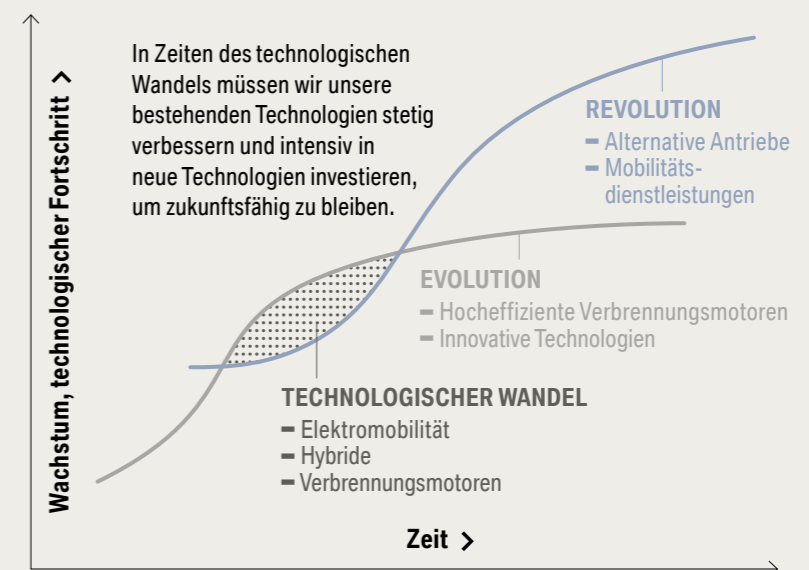 In Zeiten des technologischen
Wandels müssen wir unsere
bestehenden Technologien stetig
verbessern und intensiv in
neue Technologien investieren,
um zukunftsfähig zu bleiben.
Wachstum, technologischer Fortschritt >
REVOLUTION
– Alternative Antriebe
– Mobilitäts-
dienstleistungen
EVOLUTION
– Hocheffiziente Verbrennungsmotoren
– Innovative Technologien
TECHNOLOGISCHER WANDEL
– Elektromobilität
– Hybride
– Verbrennungsmotoren
Zeit >